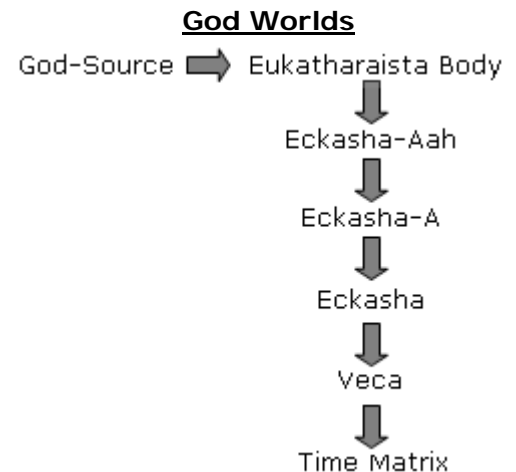 God Worlds
God-Source Eukatharaista Body
Eckasha-Aah
Eckasha-A
Eckasha
Veca
Time Matrix